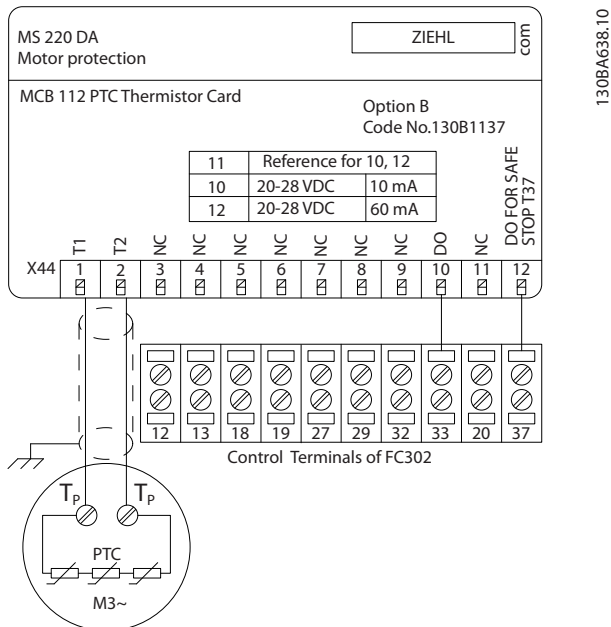 MS 220 DA
Motor protection
ZIEHL
com
130BA638.10
MCB 112 PTC Thermistor Card
Option B
Code No.130B1137
11 Reference for 10, 12
10 20-28 VDC 10 mA
12 20-28 VDC 60 mA
T1 T2 NC NC NC NC NC NC NC DO NC DO FOR SAFE STOP T37
X44 1 2 3 4 5 6 7 8 9 10 11 12
12 13 18 19 27 29 32 33 20 37
Control Terminals of FC302
TP TP
PTC
M3~